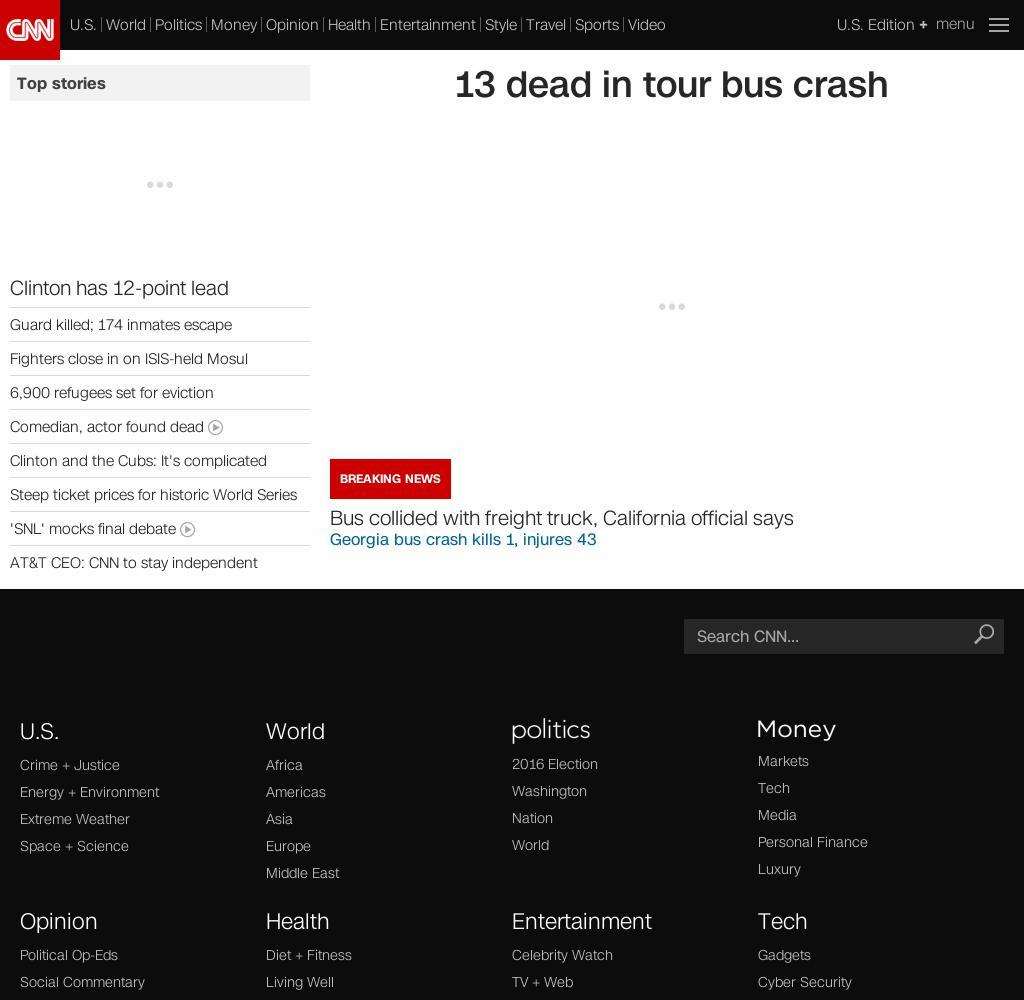 CNN
U.S. World Politics Money Opinion Health Entertainment Style Travel Sports Video
U.S. Edition + menu
Top stories
Clinton has 12-point lead
Guard killed; 174 inmates escape
Fighters close in on ISIS-held Mosul
6,900 refugees set for eviction
Comedian, actor found dead
Clinton and the Cubs: It's complicated
Steep ticket prices for historic World Series
'SNL' mocks final debate
AT&T CEO: CNN to stay independent
13 dead in tour bus crash
BREAKING NEWS
Bus collided with freight truck, California official says
Georgia bus crash kills 1, injures 43
Search CNN...
U.S.
Crime + Justice
Energy + Environment
Extreme Weather
Space + Science
World
Africa
Americas
Asia
Europe
Middle East
politics
2016 Election
Washington
Nation
World
Money
Markets
Tech
Media
Personal Finance
Luxury
Opinion
Political Op-Eds
Social Commentary
Health
Diet + Fitness
Living Well
Entertainment
Celebrity Watch
TV + Web
Tech
Gadgets
Cyber Security